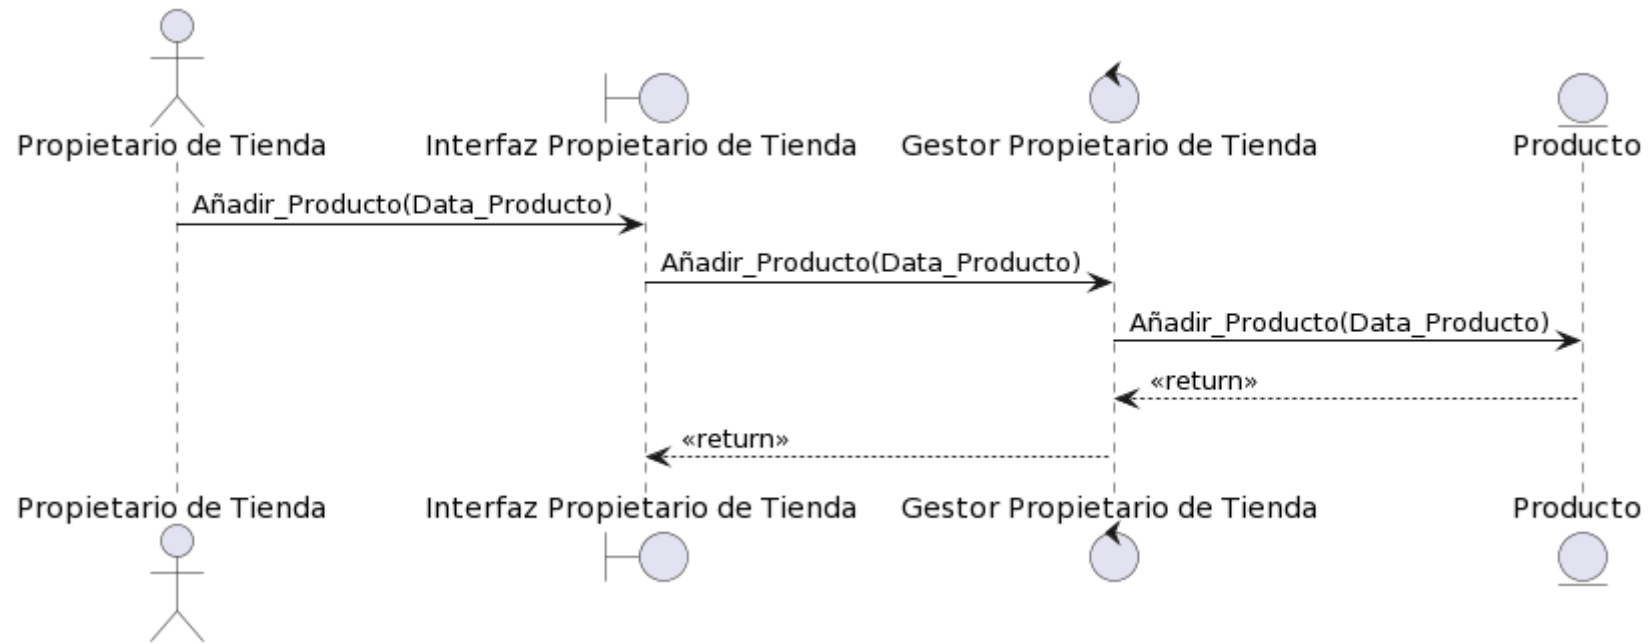 Propietario de Tienda
Interfaz Propietario de Tienda
Gestor Propietario de Tienda
Producto
Añadir_Producto(Data_Producto)
Añadir_Producto(Data_Producto)
Añadir_Producto(Data_Producto)
«return»
«return»
Propietario de Tienda
Interfaz Propietario de Tienda
Gestor Propietario de Tienda
Producto